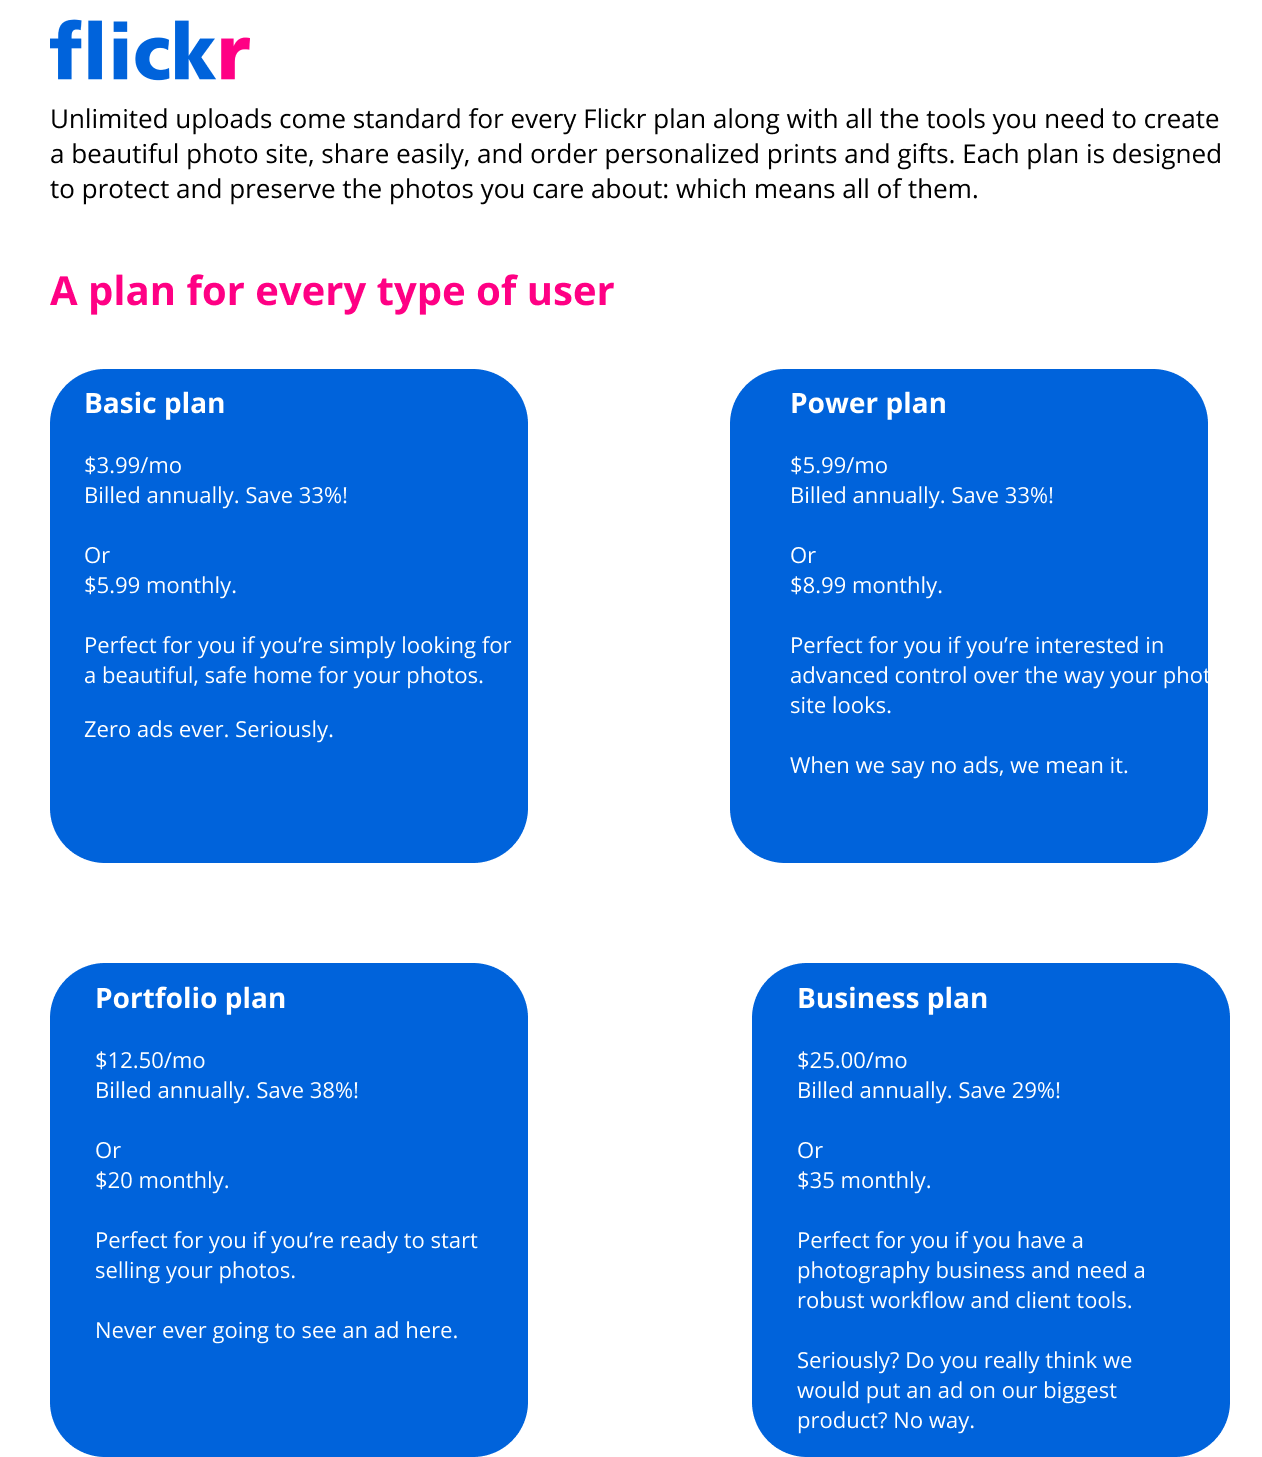 flickr
Unlimited uploads come standard for every Flickr plan along with all the tools you need to create
a beautiful photo site, share easily, and order personalized prints and gifts. Each plan is designed
to protect and preserve the photos you care about: which means all of them.
A plan for every type of user
Basic plan
$3.99/mo
Billed annually. Save 33%!
Or
$5.99 monthly.
Perfect for you if you’re simply looking for
a beautiful, safe home for your photos.
Zero ads ever. Seriously.
Power plan
$5.99/mo
Billed annually. Save 33%!
Or
$8.99 monthly.
Perfect for you if you’re interested in
advanced control over the way your phot
site looks.
When we say no ads, we mean it.
Portfolio plan
$12.50/mo
Billed annually. Save 38%!
Or
$20 monthly.
Perfect for you if you’re ready to start
selling your photos.
Never ever going to see an ad here.
Business plan
$25.00/mo
Billed annually. Save 29%!
Or
$35 monthly.
Perfect for you if you have a
photography business and need a
robust workflow and client tools.
Seriously? Do you really think we
would put an ad on our biggest
product? No way.